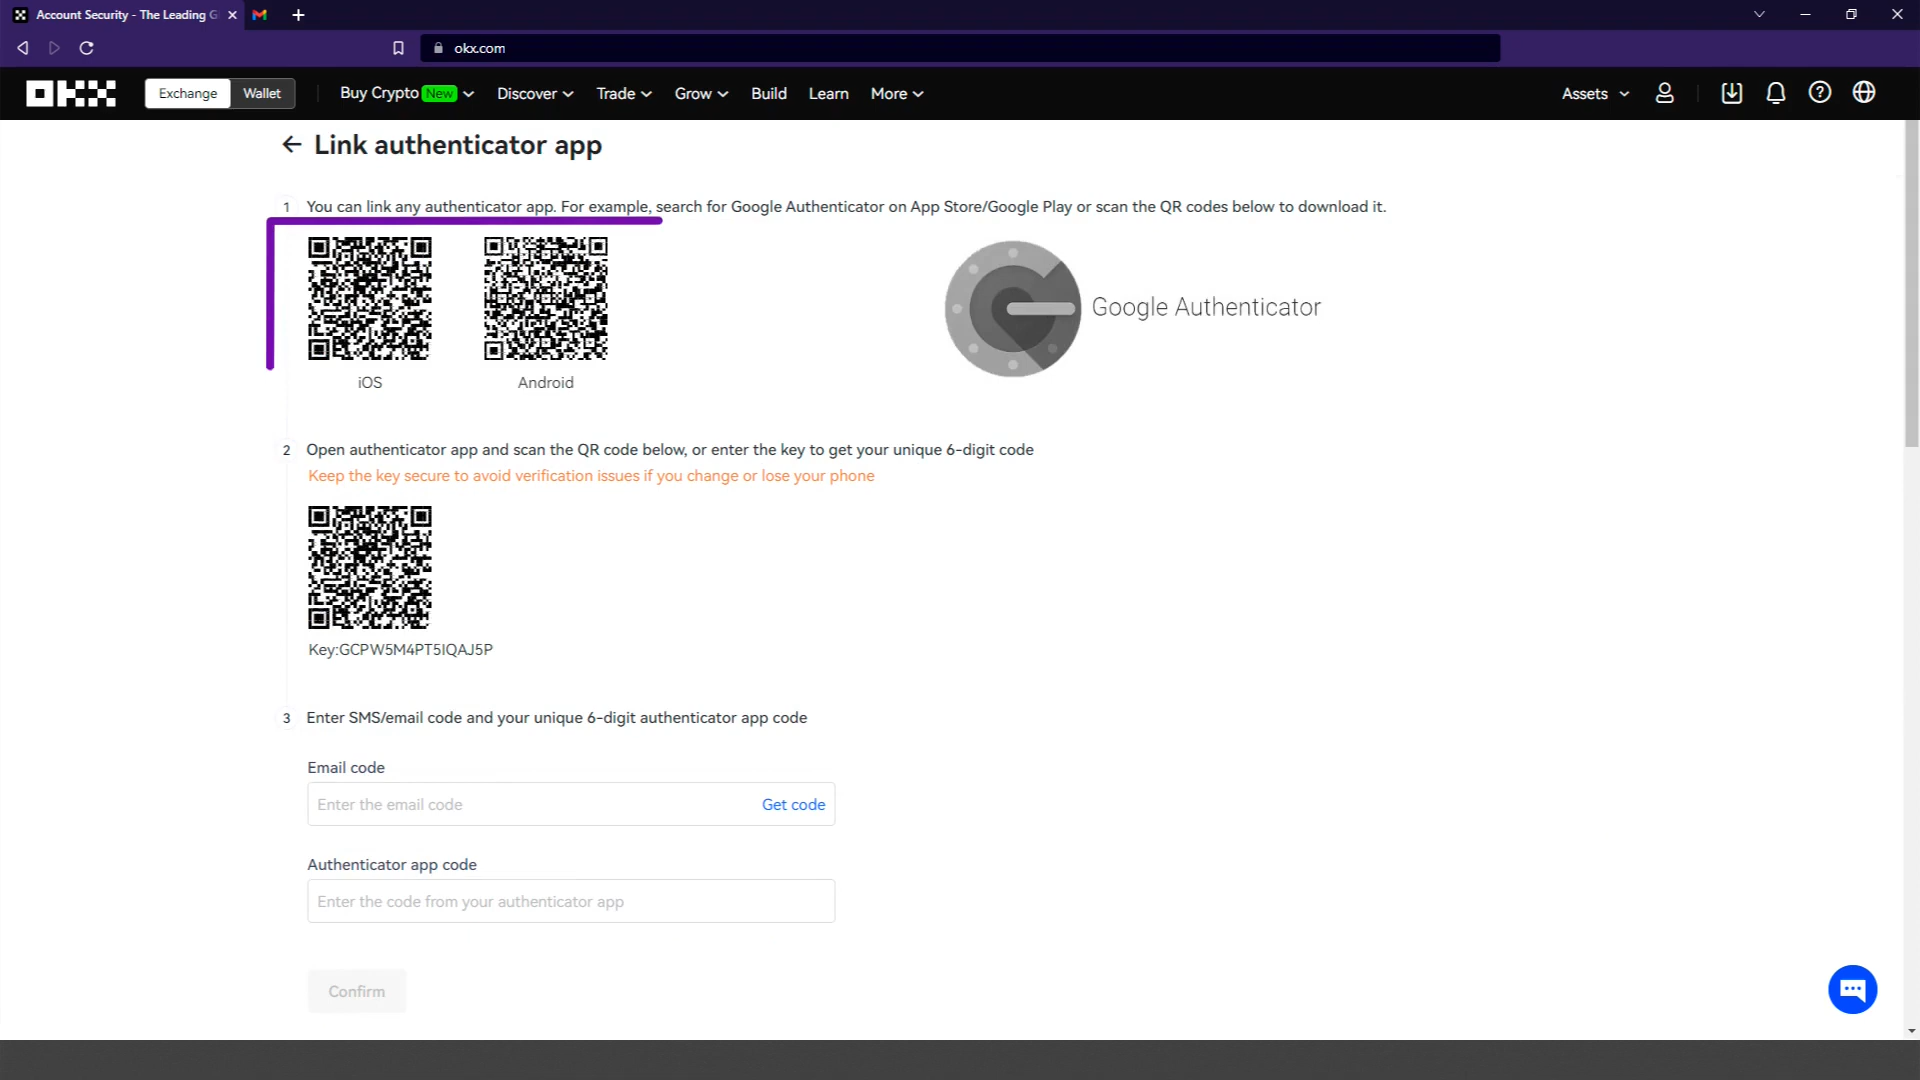 Account Security - The Leading G
okx.com
OKX
Exchange
Wallet
Buy Crypto New
Discover
Trade
Grow
Build
Learn
More
Assets
Link authenticator app
1 You can link any authenticator app. For example, search for Google Authenticator on App Store/Google Play or scan the QR codes below to download it.
iOS
Android
Google Authenticator
2 Open authenticator app and scan the QR code below, or enter the key to get your unique 6-digit code
Keep the key secure to avoid verification issues if you change or lose your phone
Key:GCPW5M4PT5IQAJ5P
3 Enter SMS/email code and your unique 6-digit authenticator app code
Email code
Enter the email code
Get code
Authenticator app code
Enter the code from your authenticator app
Confirm